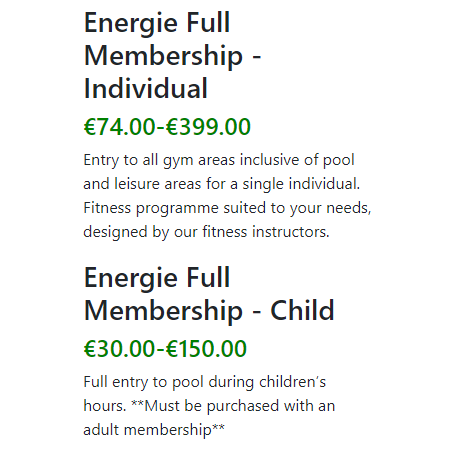 Energie Full
Membership -
Individual
€74.00-€399.00
Entry to all gym areas inclusive of pool
and leisure areas for a single individual.
Fitness programme suited to your needs,
designed by our fitness instructors.
Energie Full
Membership - Child
€30.00-€150.00
Full entry to pool during children’s
hours. **Must be purchased with an
adult membership**